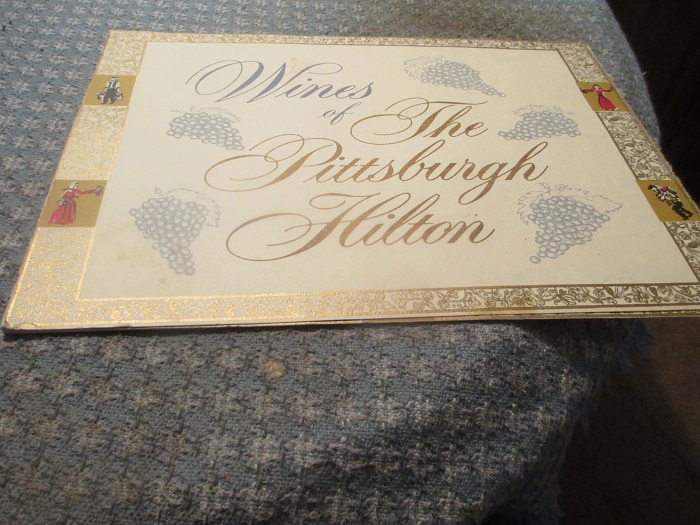 Wines
of The
Pittsburgh
Hilton